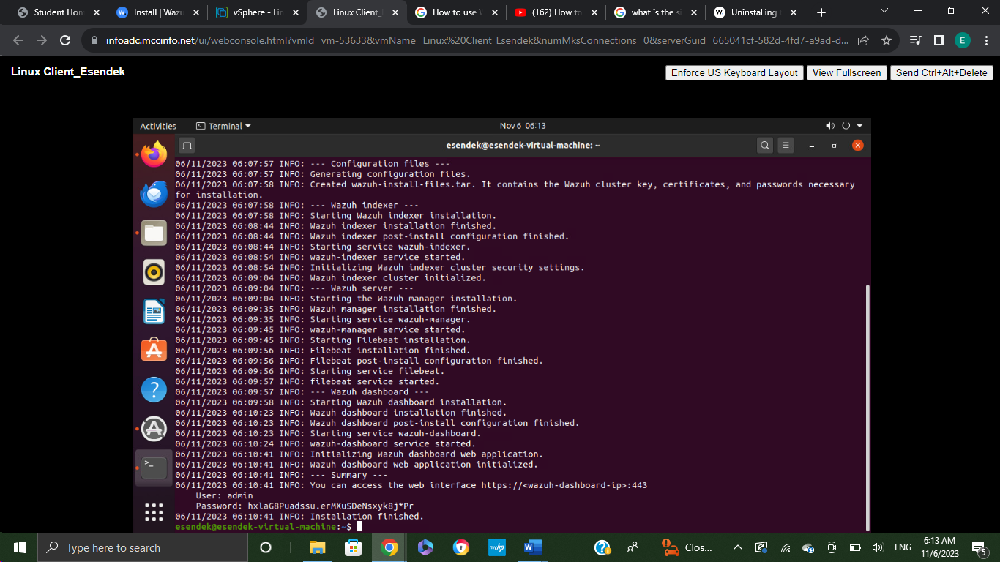 Student Hom
Install | Wazu
vSphere - Lin
Linux Client_
How to use W
(162) How to
what is the si
Uninstalling
infoadc.mccinfo.net/ui/webconsole.html?vmId=vm-53633&vmName=Linux%20Client_Esendek&numMksConnections=0&serverGuid=665041cf-582d-4fd7-a9ad-d...
E
Linux Client_Esendek
Enforce US Keyboard Layout
View Fullscreen
Send Ctrl+Alt+Delete
Activities
Terminal
Nov 6 06:13
esendek@esendek-virtual-machine: ~
06/11/2023 06:07:57 INFO: --- Configuration files ---
06/11/2023 06:07:57 INFO: Generating configuration files.
06/11/2023 06:07:58 INFO: Created wazuh-install-files.tar. It contains the Wazuh cluster key, certificates, and passwords necessary
for installation.
06/11/2023 06:07:58 INFO: --- Wazuh indexer ---
06/11/2023 06:07:58 INFO: Starting Wazuh indexer installation.
06/11/2023 06:08:44 INFO: Wazuh indexer installation finished.
06/11/2023 06:08:44 INFO: Wazuh indexer post-install configuration finished.
06/11/2023 06:08:44 INFO: Starting service wazuh-indexer.
06/11/2023 06:08:54 INFO: wazuh-indexer service started.
06/11/2023 06:08:54 INFO: Initializing Wazuh indexer cluster security settings.
06/11/2023 06:09:04 INFO: Wazuh indexer cluster initialized.
06/11/2023 06:09:04 INFO: --- Wazuh server ---
06/11/2023 06:09:04 INFO: Starting the Wazuh manager installation.
06/11/2023 06:09:35 INFO: Wazuh manager installation finished.
06/11/2023 06:09:35 INFO: Starting service wazuh-manager.
06/11/2023 06:09:45 INFO: wazuh-manager service started.
06/11/2023 06:09:45 INFO: Starting Filebeat installation.
06/11/2023 06:09:56 INFO: Filebeat installation finished.
06/11/2023 06:09:56 INFO: Filebeat post-install configuration finished.
06/11/2023 06:09:56 INFO: Starting service filebeat.
06/11/2023 06:09:57 INFO: filebeat service started.
06/11/2023 06:09:57 INFO: --- Wazuh dashboard ---
06/11/2023 06:09:58 INFO: Starting Wazuh dashboard installation.
06/11/2023 06:10:23 INFO: Wazuh dashboard installation finished.
06/11/2023 06:10:23 INFO: Wazuh dashboard post-install configuration finished.
06/11/2023 06:10:23 INFO: Starting service wazuh-dashboard.
06/11/2023 06:10:24 INFO: wazuh-dashboard service started.
06/11/2023 06:10:41 INFO: Initializing Wazuh dashboard web application.
06/11/2023 06:10:41 INFO: Wazuh dashboard web application initialized.
06/11/2023 06:10:41 INFO: --- Summary ---
06/11/2023 06:10:41 INFO: You can access the web interface https://<wazuh-dashboard-ip>:443
User: admin
Password: hxlaG8Puadssu.erMXuSDeNsxyk8j*Pr
06/11/2023 06:10:41 INFO: Installation finished.
esendek@esendek-virtual-machine:~$
Type here to search
myhp
Clos...
ENG
6:13 AM
11/6/2023
5